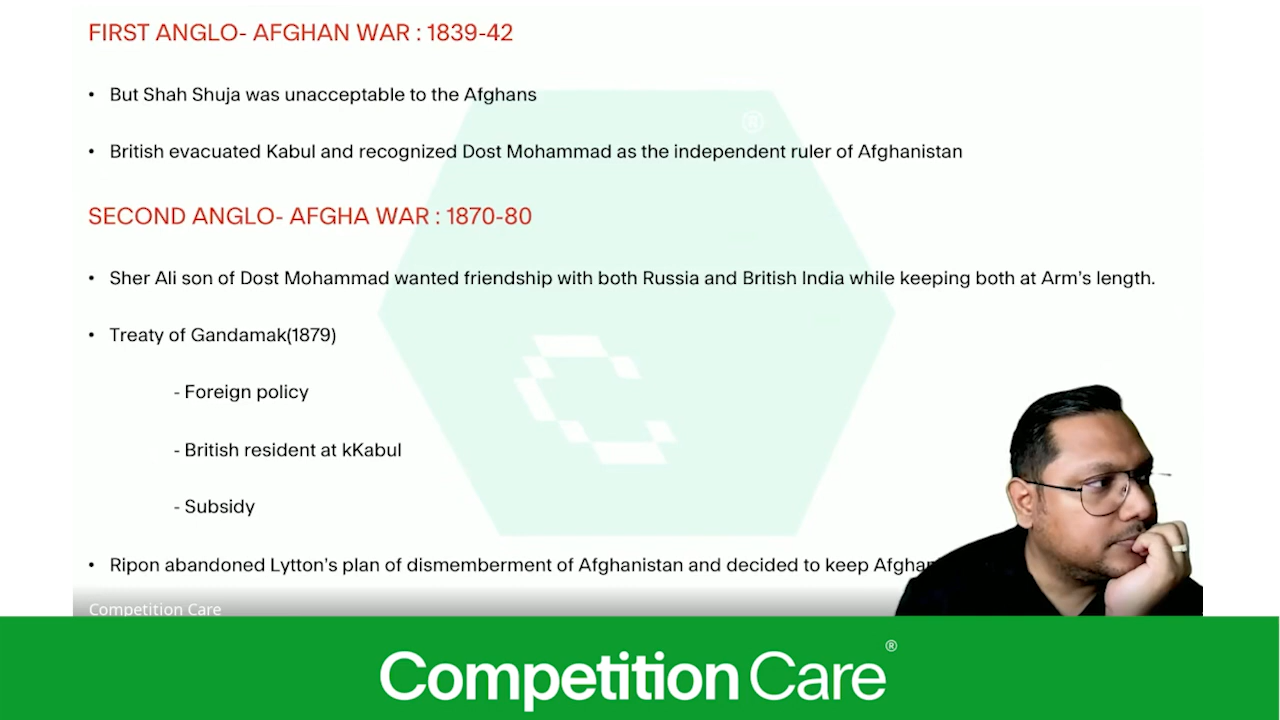 FIRST ANGLO- AFGHAN WAR : 1839-42
• But Shah Shuja was unacceptable to the Afghans
®
• British evacuated Kabul and recognized Dost Mohammad as the independent ruler of Afghanistan
SECOND ANGLO- AFGHA WAR : 1870-80
• Sher Ali son of Dost Mohammad wanted friendship with both Russia and British India while keeping both at Arm's length.
• Treaty of Gandamak(1879)
- Foreign policy
- British resident at kKabul
- Subsidy
• Ripon abandoned Lytton's plan of dismemberment of Afghanistan and decided to keep
Competition Care
Competition Care®